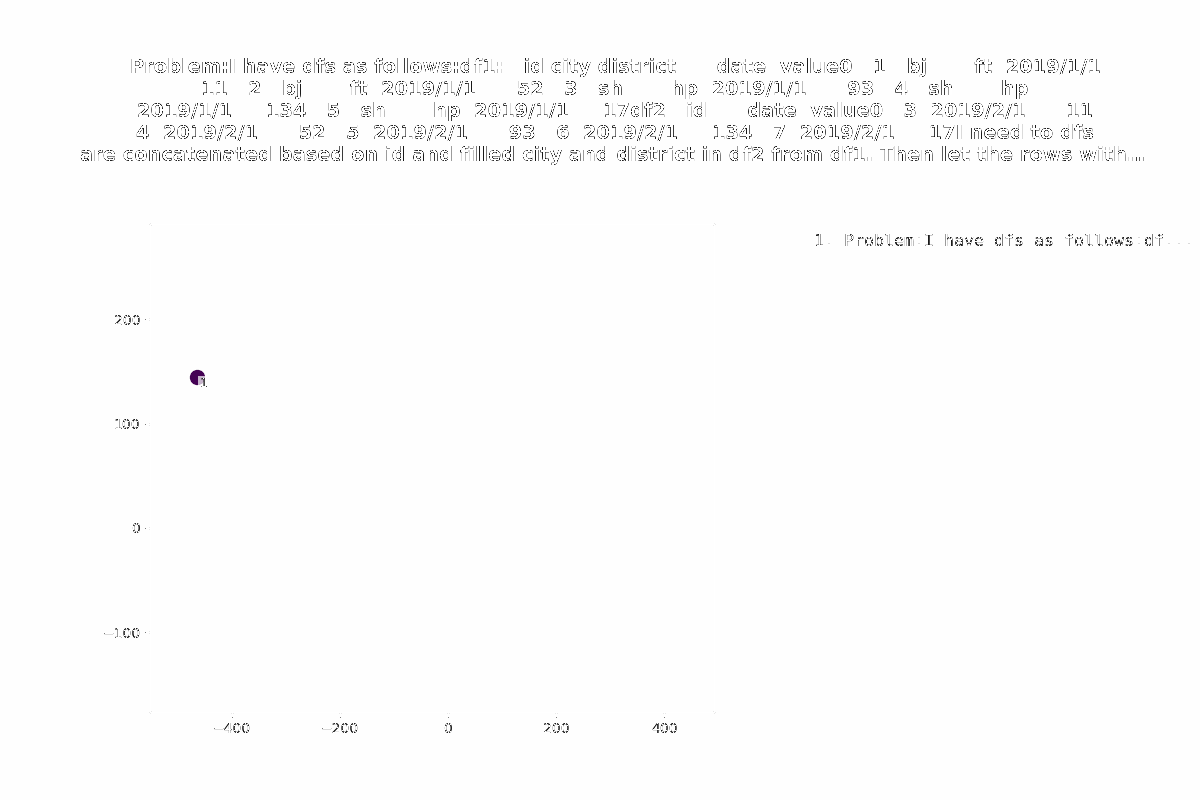 Problem:I have dfs as follows:df1: id city district date value0 1 bj ft 2019/1/1
11 2 bj ft 2019/1/1 52 3 sh hp 2019/1/1 93 4 sh hp
2019/1/1 134 5 sh hp 2019/1/1 17df2 id date value0 3 2019/2/1 11
4 2019/2/1 52 5 2019/2/1 93 6 2019/2/1 134 7 2019/2/1 17I need to dfs
are concatenated based on id and filled city and district in df2 from df1. Then let the rows with...
1. Problem:I have dfs as follows:df...
200
100
0
−100
−400 −200 0 200 400